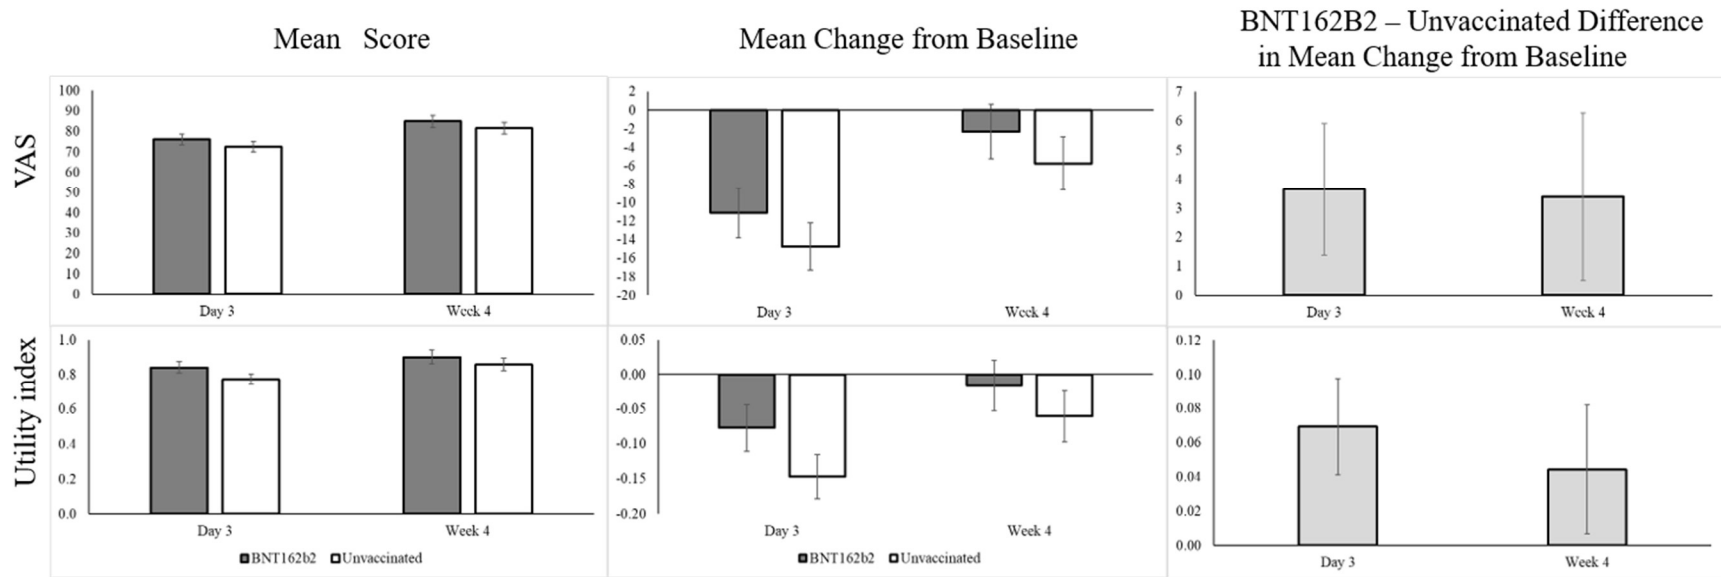 Mean Score
Mean Change from Baseline
BNT162B2 – Unvaccinated Difference
in Mean Change from Baseline
VAS
100
90
80
70
60
50
40
30
20
10
0
Day 3
Week 4
2
0
-2
-4
-6
-8
-10
-12
-14
-16
-18
-20
Day 3
Week 4
7
6
5
4
3
2
1
0
Day 3
Week 4
Utility index
1.0
0.8
0.6
0.4
0.2
0.0
Day 3
Week 4
BNT162b2 Unvaccinated
0.05
0.00
-0.05
-0.10
-0.15
-0.20
Day 3
Week 4
BNT162b2 Unvaccinated
0.12
0.10
0.08
0.06
0.04
0.02
0.00
Day 3
Week 4